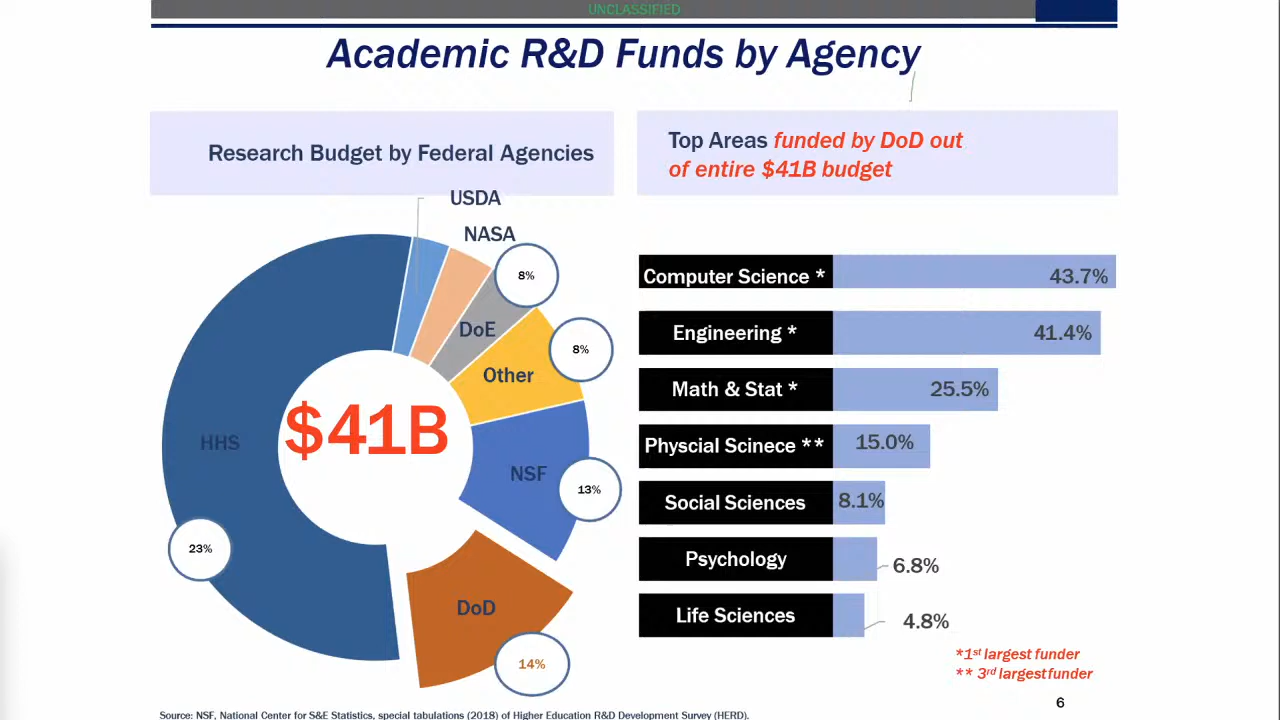 UNCLASSIFIED
Academic R&D Funds by Agency
Research Budget by Federal Agencies
Top Areas funded by DoD out
of entire $41B budget
USDA
NASA
8%
DoE
8%
Other
$41B
HHS
NSF
13%
23%
DoD
14%
Computer Science * 43.7%
Engineering * 41.4%
Math & Stat * 25.5%
Physcial Scinece ** 15.0%
Social Sciences 8.1%
Psychology 6.8%
Life Sciences 4.8%
*1st largest funder
** 3rd largest funder
6
Source: NSF, National Center for S&E Statistics, special tabulations (2018) of Higher Education R&D Development Survey (HERD).